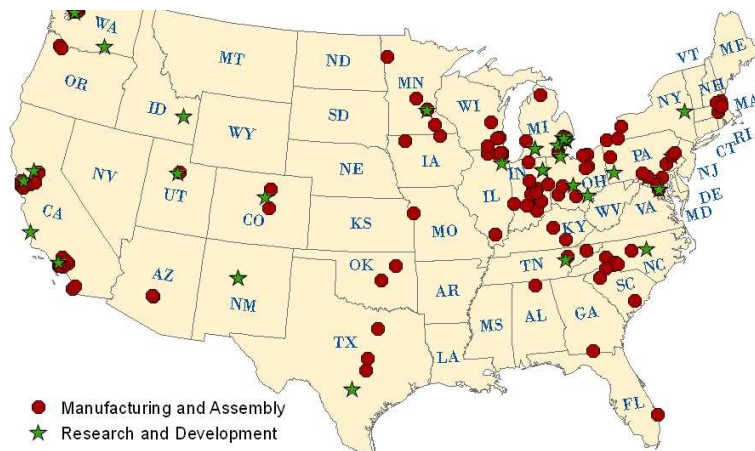 WA
MT
ND
MN
VT
ME
OR
ID
SD
WI
MI
NY
NH
MA
WY
IA
PA
CT
RI
NV
UT
NE
IL
IN
OH
NJ
CA
CO
KS
MO
WV
VA
DE
MD
KY
AZ
NM
OK
AR
TN
NC
SC
TX
LA
MS
AL
GA
FL
Manufacturing and Assembly
Research and Development